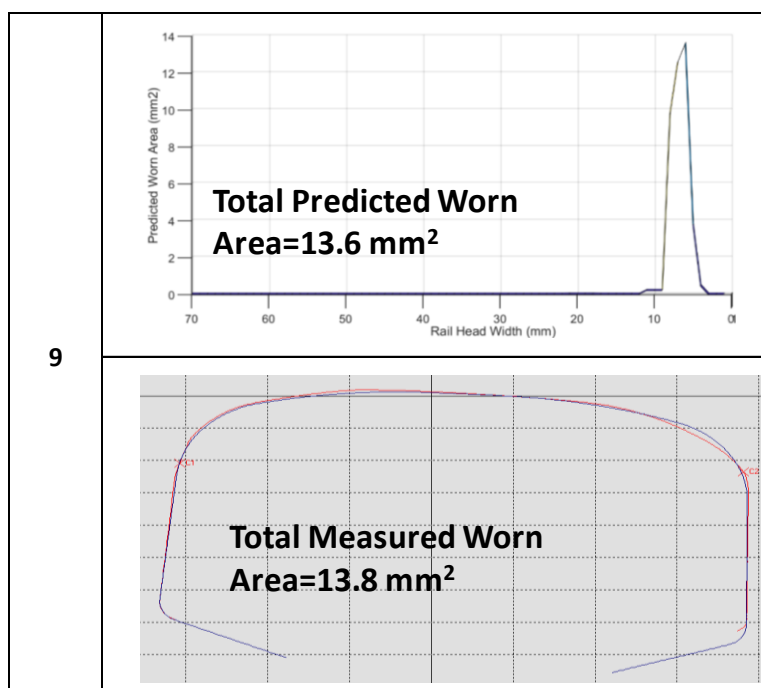 9
14
12
10
8
6
4
2
0
Predicted Worn Area (mm2)
Total Predicted Worn
Area=13.6 mm²
70 60 50 40 30 20 10 0
Rail Head Width (mm)
C1
C2
Total Measured Worn
Area=13.8 mm²